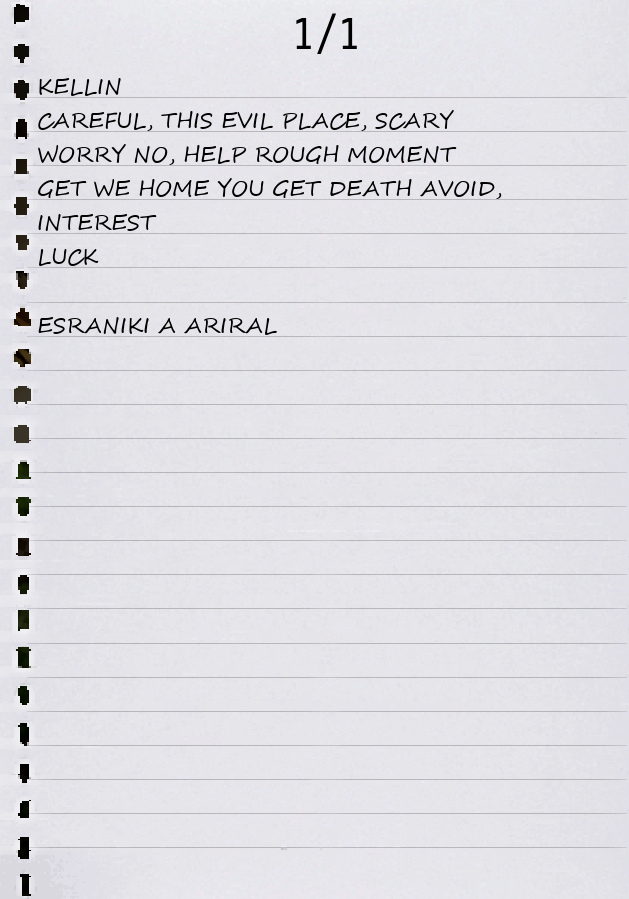 1/1
KELLIN
CAREFUL, THIS EVIL PLACE, SCARY
WORRY NO, HELP ROUGH MOMENT
GET WE HOME YOU GET DEATH AVOID,
INTEREST
LUCK
ESRANIKI A ARIRAL